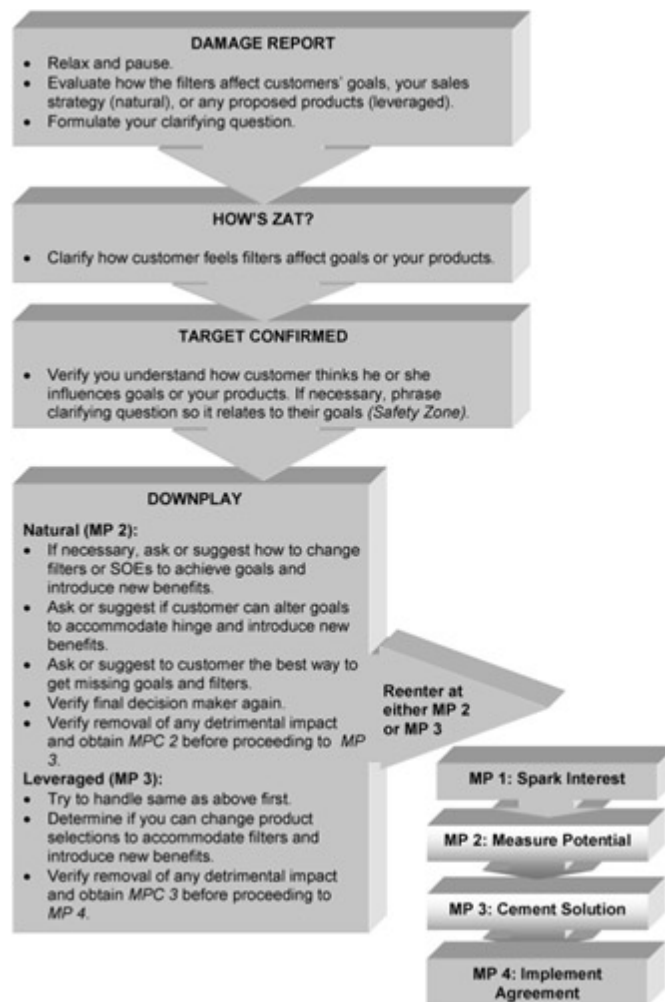 DAMAGE REPORT
• Relax and pause.
• Evaluate how the filters affect customers' goals, your sales
strategy (natural), or any proposed products (leveraged).
• Formulate your clarifying question.
HOW'S ZAT?
• Clarify how customer feels filters affect goals or your products.
TARGET CONFIRMED
• Verify you understand how customer thinks he or she
influences goals or your products. If necessary, phrase
clarifying question so it relates to their goals (Safety Zone).
DOWNPLAY
Natural (MP 2):
• If necessary, ask or suggest how to change
filters or SOEs to achieve goals and
introduce new benefits.
• Ask or suggest if customer can alter goals
to accommodate hinge and introduce new
benefits.
• Ask or suggest to customer the best way to
get missing goals and filters.
• Verify final decision maker again.
• Verify removal of any detrimental impact
and obtain MPC 2 before proceeding to MP
3.
Leveraged (MP 3):
• Try to handle same as above first.
• Determine if you can change product
selections to accommodate filters and
introduce new benefits.
• Verify removal of any detrimental impact
and obtain MPC 3 before proceeding to
MP 4.
Reenter at
either MP 2
or MP 3
MP 1: Spark Interest
MP 2: Measure Potential
MP 3: Cement Solution
MP 4: Implement
Agreement